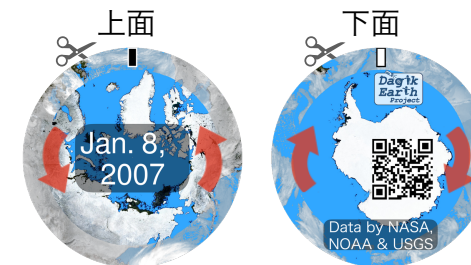 上面
下面
Jan. 8,
2007
Dagik
Earth
Project
Data by NASA,
NOAA & USGS